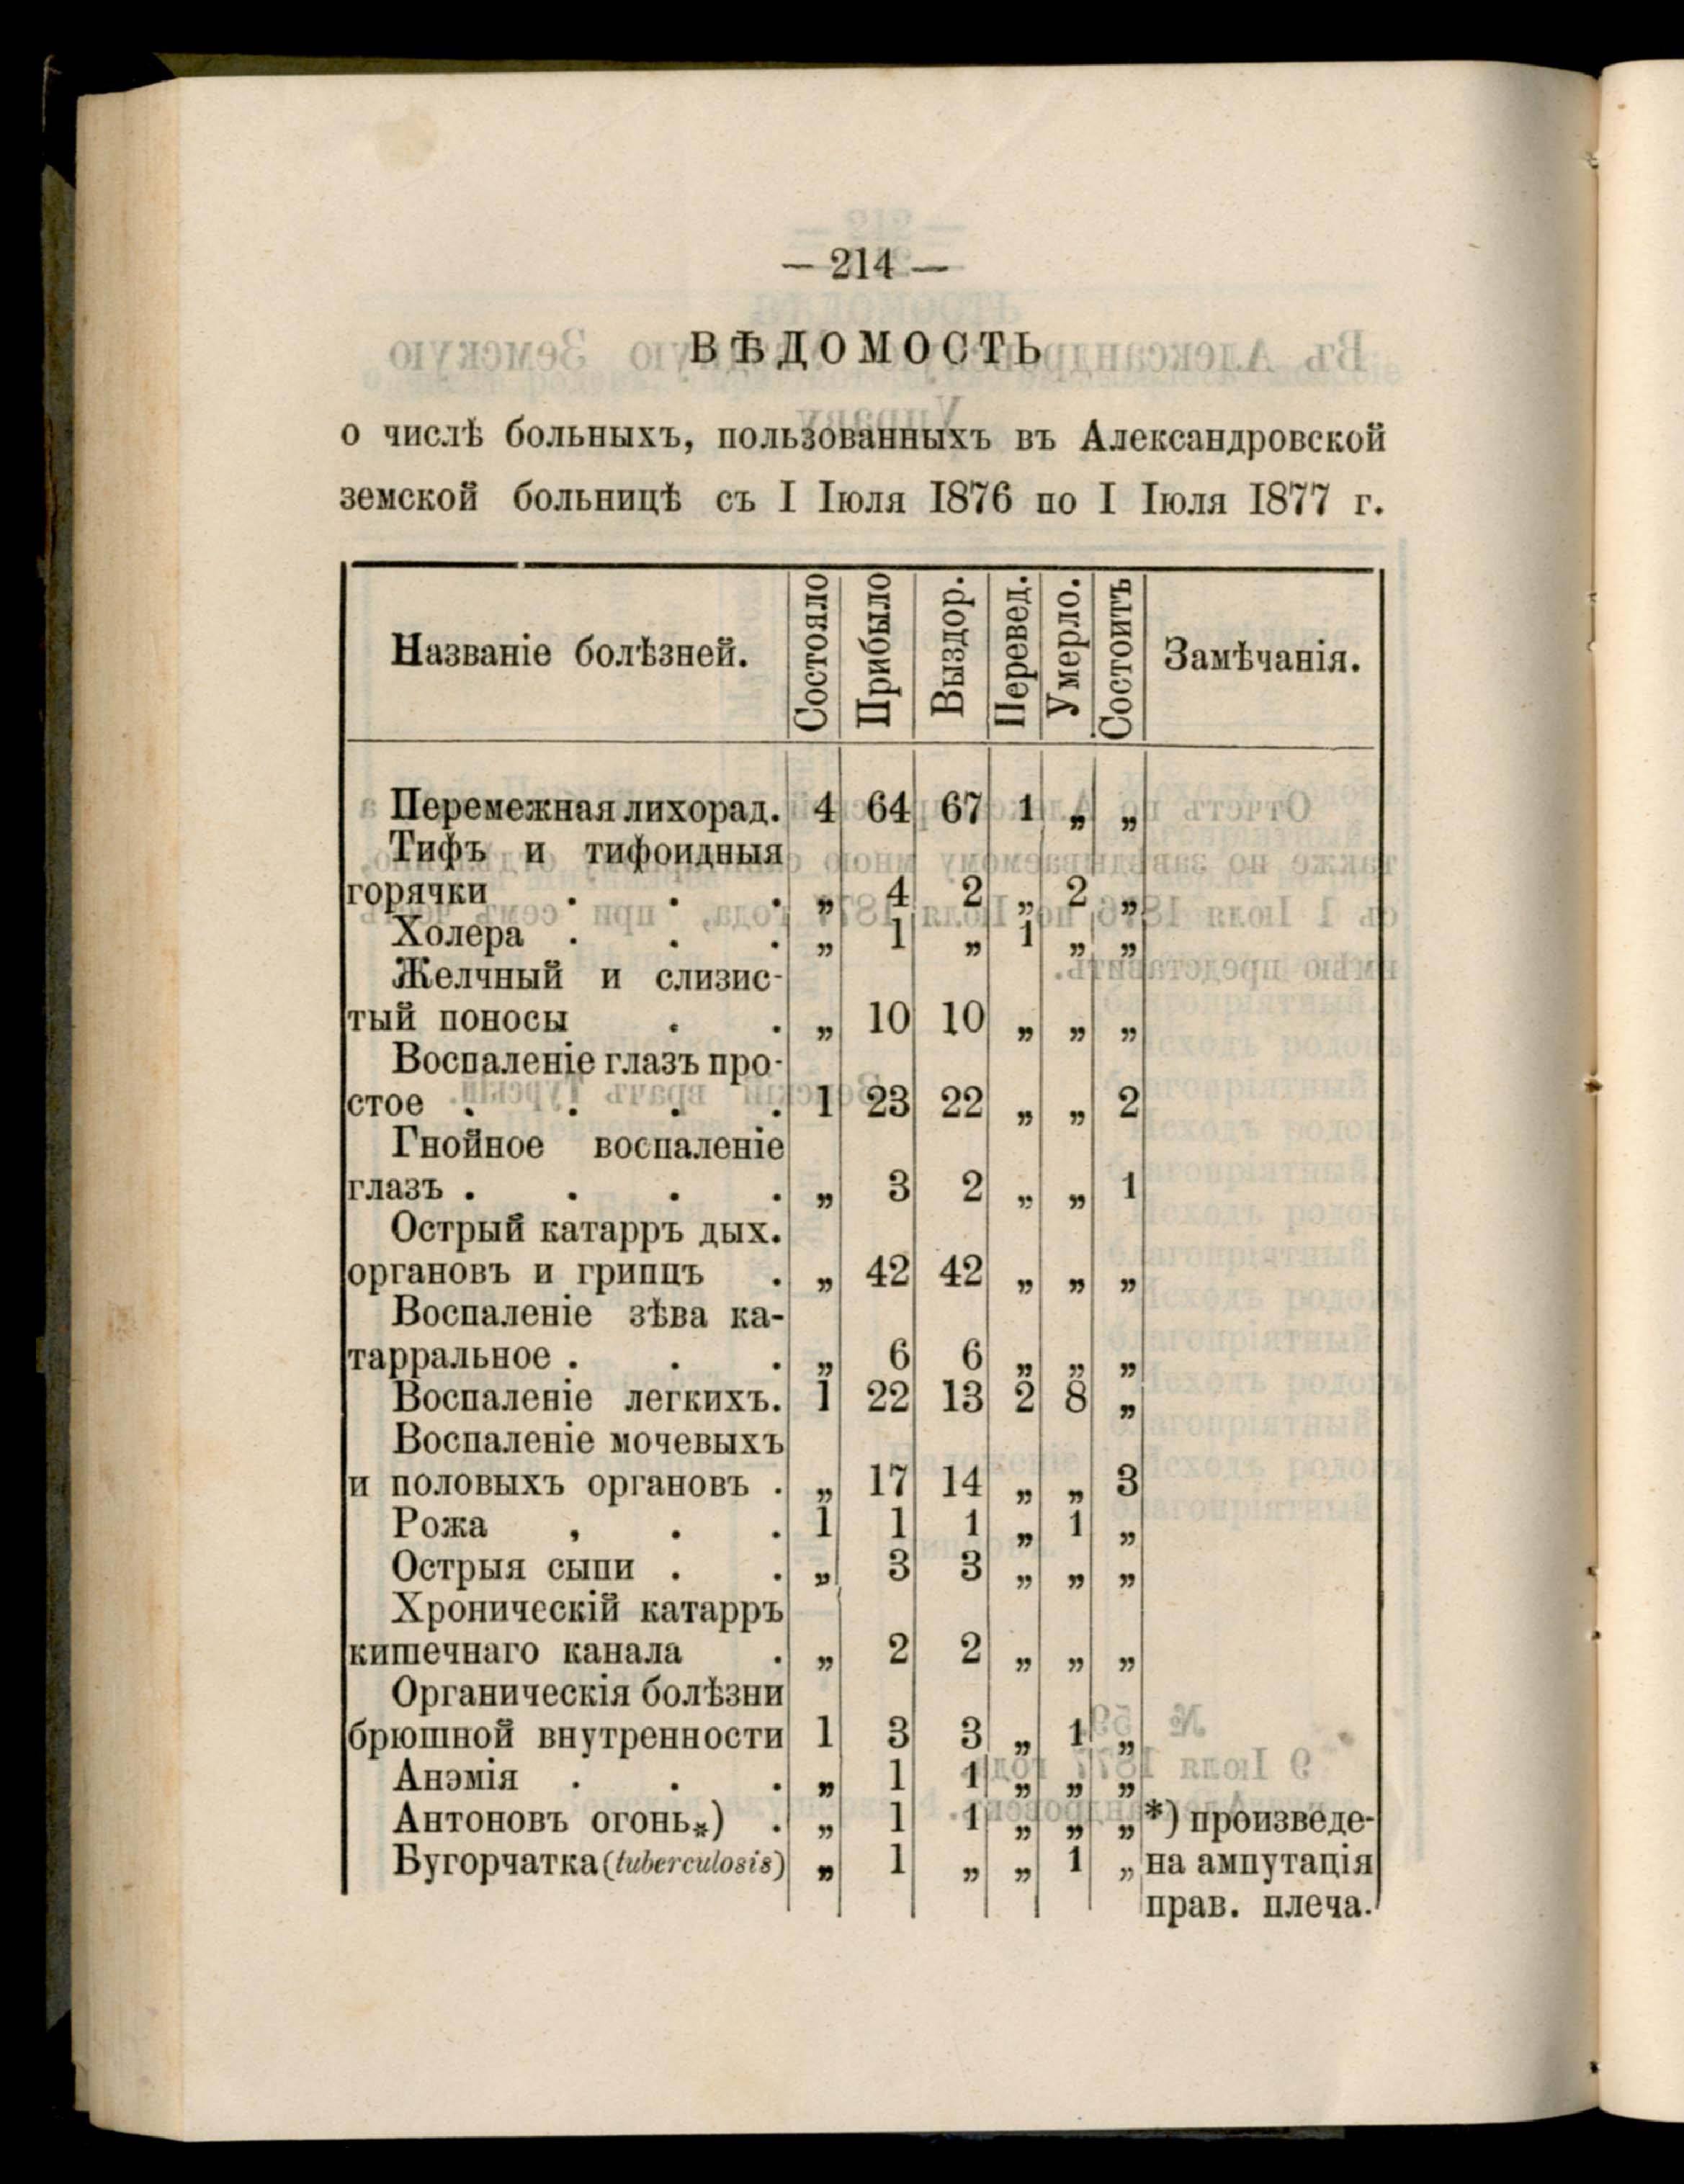 — 214 —
ВѢДОМОСТЬ
о числѣ больныхъ, пользованныхъ въ Александровской
земской больницѣ съ I Іюля I876 по I Іюля I877 г.
Названіе болѣзней. Состояло Прибыло Выздор. Перевед. Умерло. Состоитъ Замѣчанія.
Перемежная лихорад. 4 64 67 1 „ „
Тифъ и тифоидныя
горячки . . . „ 4 2 „ 2 „
Холера . . . „ 1 „ 1 „ „
Желчный и слизис-
тый поносы . . „ 10 10 „ „ „
Воспаленіе глазъ про-
стое . . . . 1 23 22 „ „ 2
Гнойное воспаленіе
глазъ . . . . „ 3 2 „ „ 1
Острый катарръ дых.
органовъ и гриппъ . „ 42 42 „ „ „
Воспаленіе зѣва ка-
тарральное . . . „ 6 6 „ „ „
Воспаленіе легкихъ. 1 22 13 2 8 „
Воспаленіе мочевыхъ
и половыхъ органовъ . „ 17 14 „ „ 3
Рожа , . . 1 1 1 „ 1 „
Острыя сыпи . . „ 3 3 „ „ „
Хроническій катарръ
кишечнаго канала . „ 2 2 „ „ „
Органическія болѣзни
брюшной внутренности 1 3 3 „ 1 „
Анэмія . . . „ 1 1 „ „ „
Антоновъ огонь*) . „ 1 1 „ „ „ *) произведе-
Бугорчатка (tuberculosis) „ 1 „ „ 1 „ на ампутація
прав. плеча.